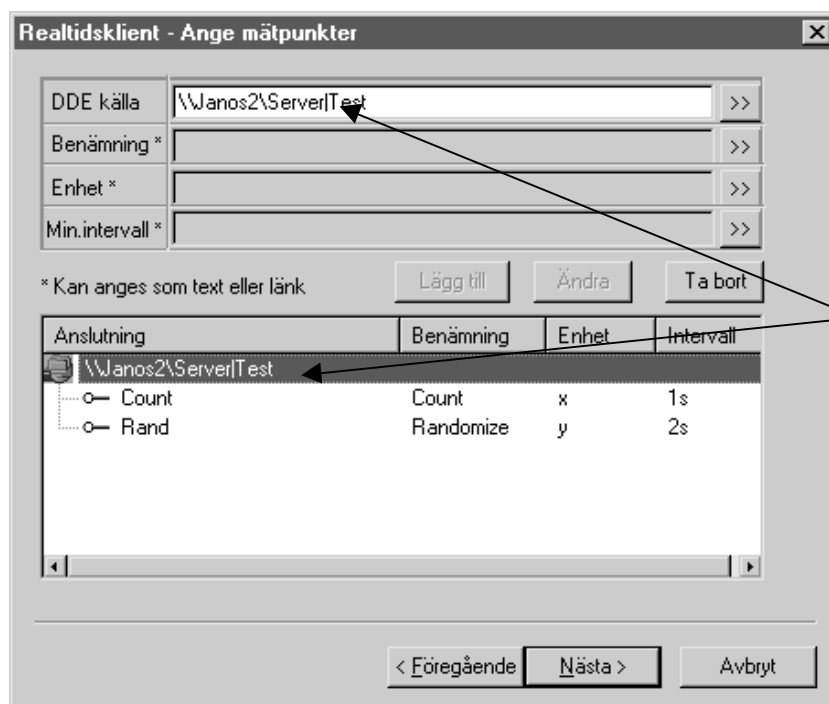 Realtidsklient - Ange mätpunkter
DDE källa \\Janos2\Server|Test >>
Benämning * >>
Enhet * >>
Min.intervall * >>
* Kan anges som text eller länk Lägg till Ändra Ta bort
Anslutning Benämning Enhet Intervall
\\Janos2\Server|Test
Count Count x 1s
Rand Randomize y 2s
< Föregående Nästa > Avbryt